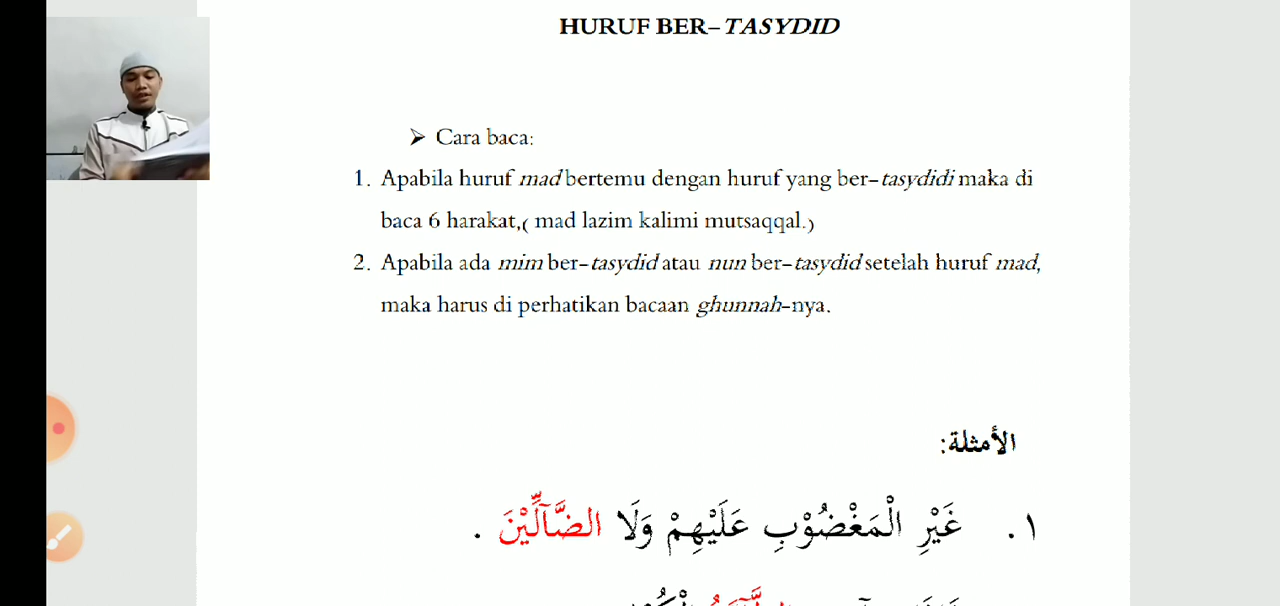 HURUF BER–TASYDID
➤ Cara baca:
1. Apabila huruf mad bertemu dengan huruf yang ber–tasydidi maka di
baca 6 harakat,( mad lazim kalimi mutsaqqal.)
2. Apabila ada mim ber–tasydid atau nun ber–tasydid setelah huruf mad,
maka harus di perhatikan bacaan ghunnah–nya.
الأمثلة:
١. غَيْرِ الْمَغْضُوْبِ عَلَيْهِمْ وَلَا الضَّآلِّيْنَ .